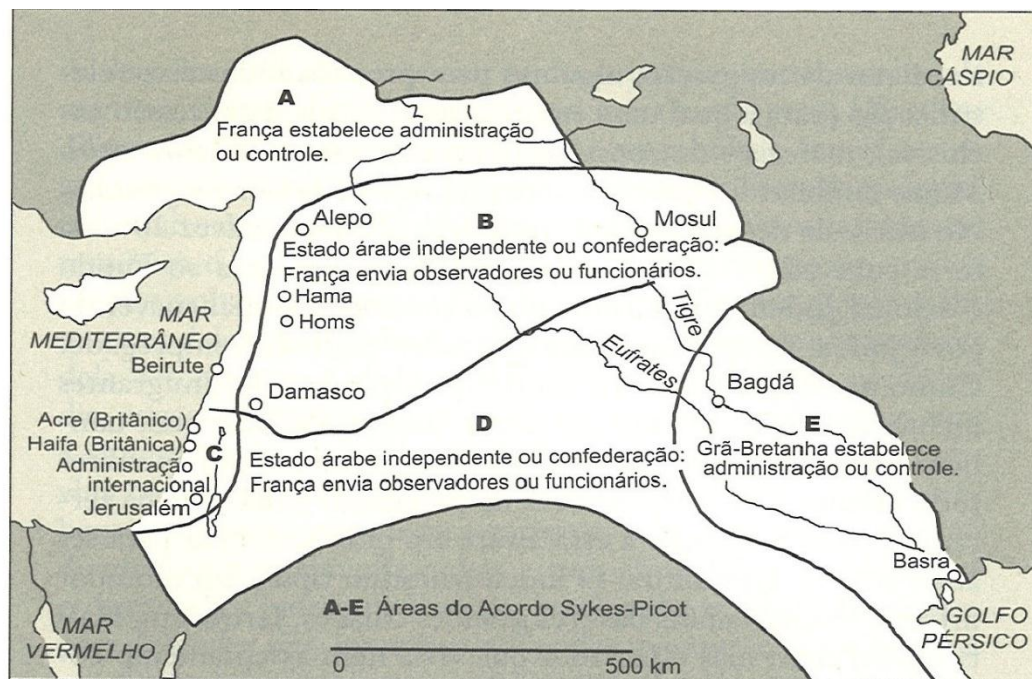 MAR
CÁSPIO
A
França estabelece administração
ou controle.
Alepo
B
Mosul
Estado árabe independente ou confederação:
França envia observadores ou funcionários.
Hama
Homs
Tigre
MAR
MEDITERRÂNEO
Beirute
Eufrates
Bagdá
Damasco
Acre (Britânico)
Haifa (Britânica)
Administração
internacional
Jerusalém
C
D
E
Estado árabe independente ou confederação:
França envia observadores ou funcionários.
Grã-Bretanha estabelece
administração ou controle.
Basra
A-E Áreas do Acordo Sykes-Picot
MAR
VERMELHO
GOLFO
PÉRSICO
0 500 km